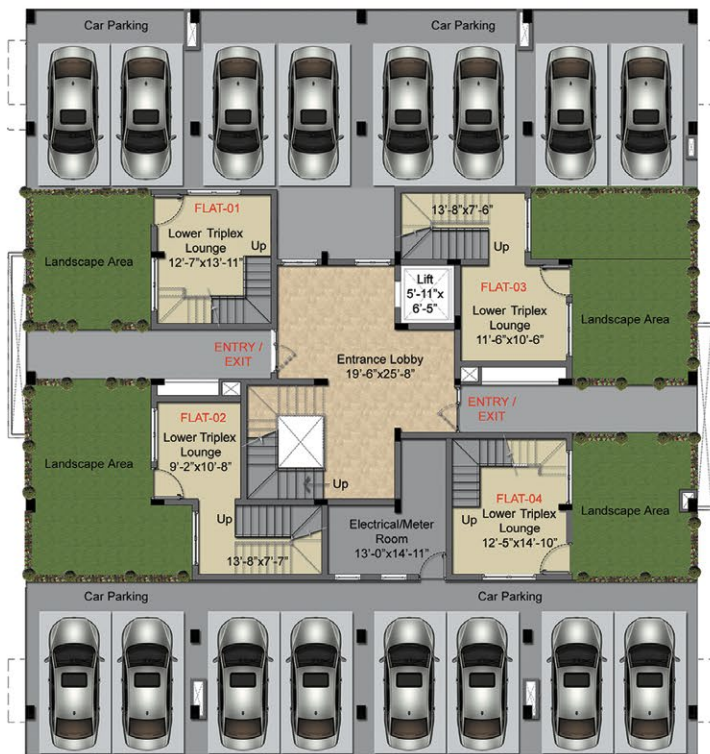 Car Parking
Car Parking
FLAT-01
Lower Triplex
Lounge
12'-7"x13'-11"
Up
Landscape Area
13'-8"x7'-6"
Up
Lift
5'-11"x
6'-5"
FLAT-03
Lower Triplex
Lounge
11'-6"x10'-6"
Landscape Area
ENTRY /
EXIT
Entrance Lobby
19'-6"x25'-8"
ENTRY /
EXIT
FLAT-02
Lower Triplex
Lounge
9'-2"x10'-8"
Landscape Area
Up
13'-8"x7'-7"
Up
Electrical/Meter
Room
13'-0"x14'-11"
FLAT-04
Lower Triplex
Lounge
12'-5"x14'-10"
Up
Landscape Area
Car Parking
Car Parking